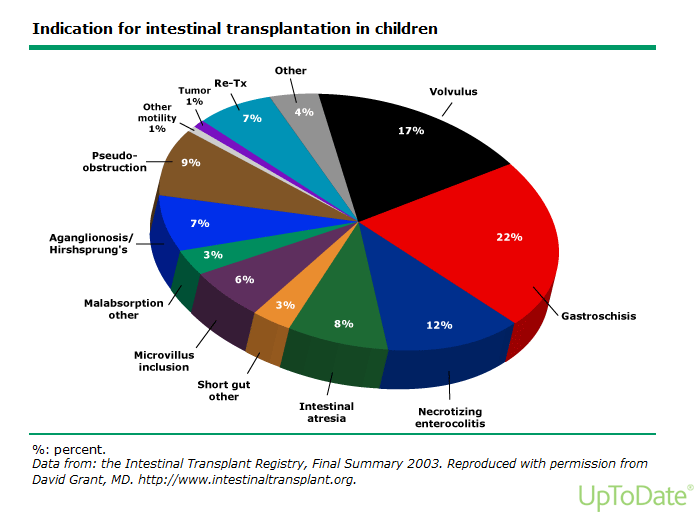 Indication for intestinal transplantation in children
Other
Volvulus
17%
Gastroschisis
22%
Necrotizing
enterocolitis
12%
Intestinal
atresia
8%
Short gut
other
3%
Microvillus
inclusion
6%
Malabsorption
other
3%
Aganglionosis/
Hirshsprung's
7%
Pseudo-
obstruction
9%
Other
motility
1%
Tumor
1%
Re-Tx
7%
4%
%: percent.
Data from: the Intestinal Transplant Registry, Final Summary 2003. Reproduced with permission from
David Grant, MD. http://www.intestinaltransplant.org.
UpToDate®